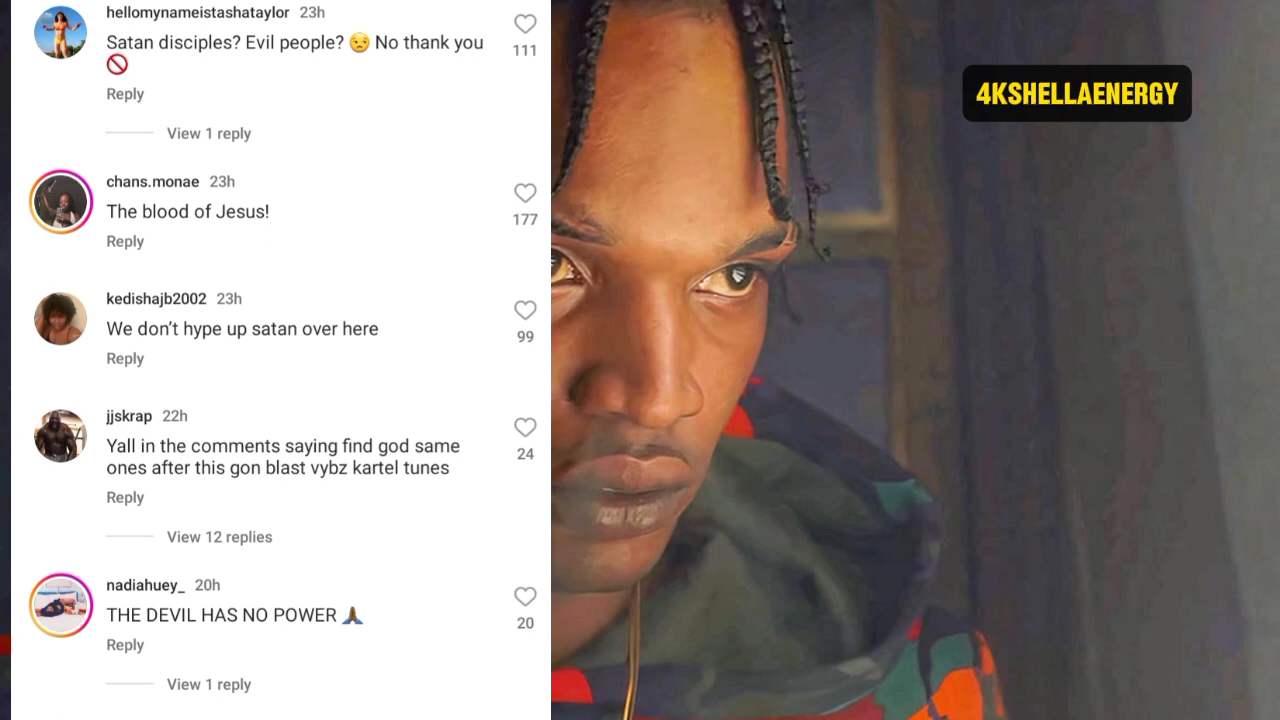 hellomynameistashataylor 23h
Satan disciples? Evil people? 😒 No thank you
🚫
111
Reply
View 1 reply
chans.monae 23h
The blood of Jesus!
177
Reply
kedishajb2002 23h
We don’t hype up satan over here
99
Reply
jjskrap 22h
Yall in the comments saying find god same
ones after this gon blast vybz kartel tunes
24
Reply
View 12 replies
nadiahuey_ 20h
THE DEVIL HAS NO POWER 🙏🏾
20
Reply
View 1 reply
4KSHELLAENERGY